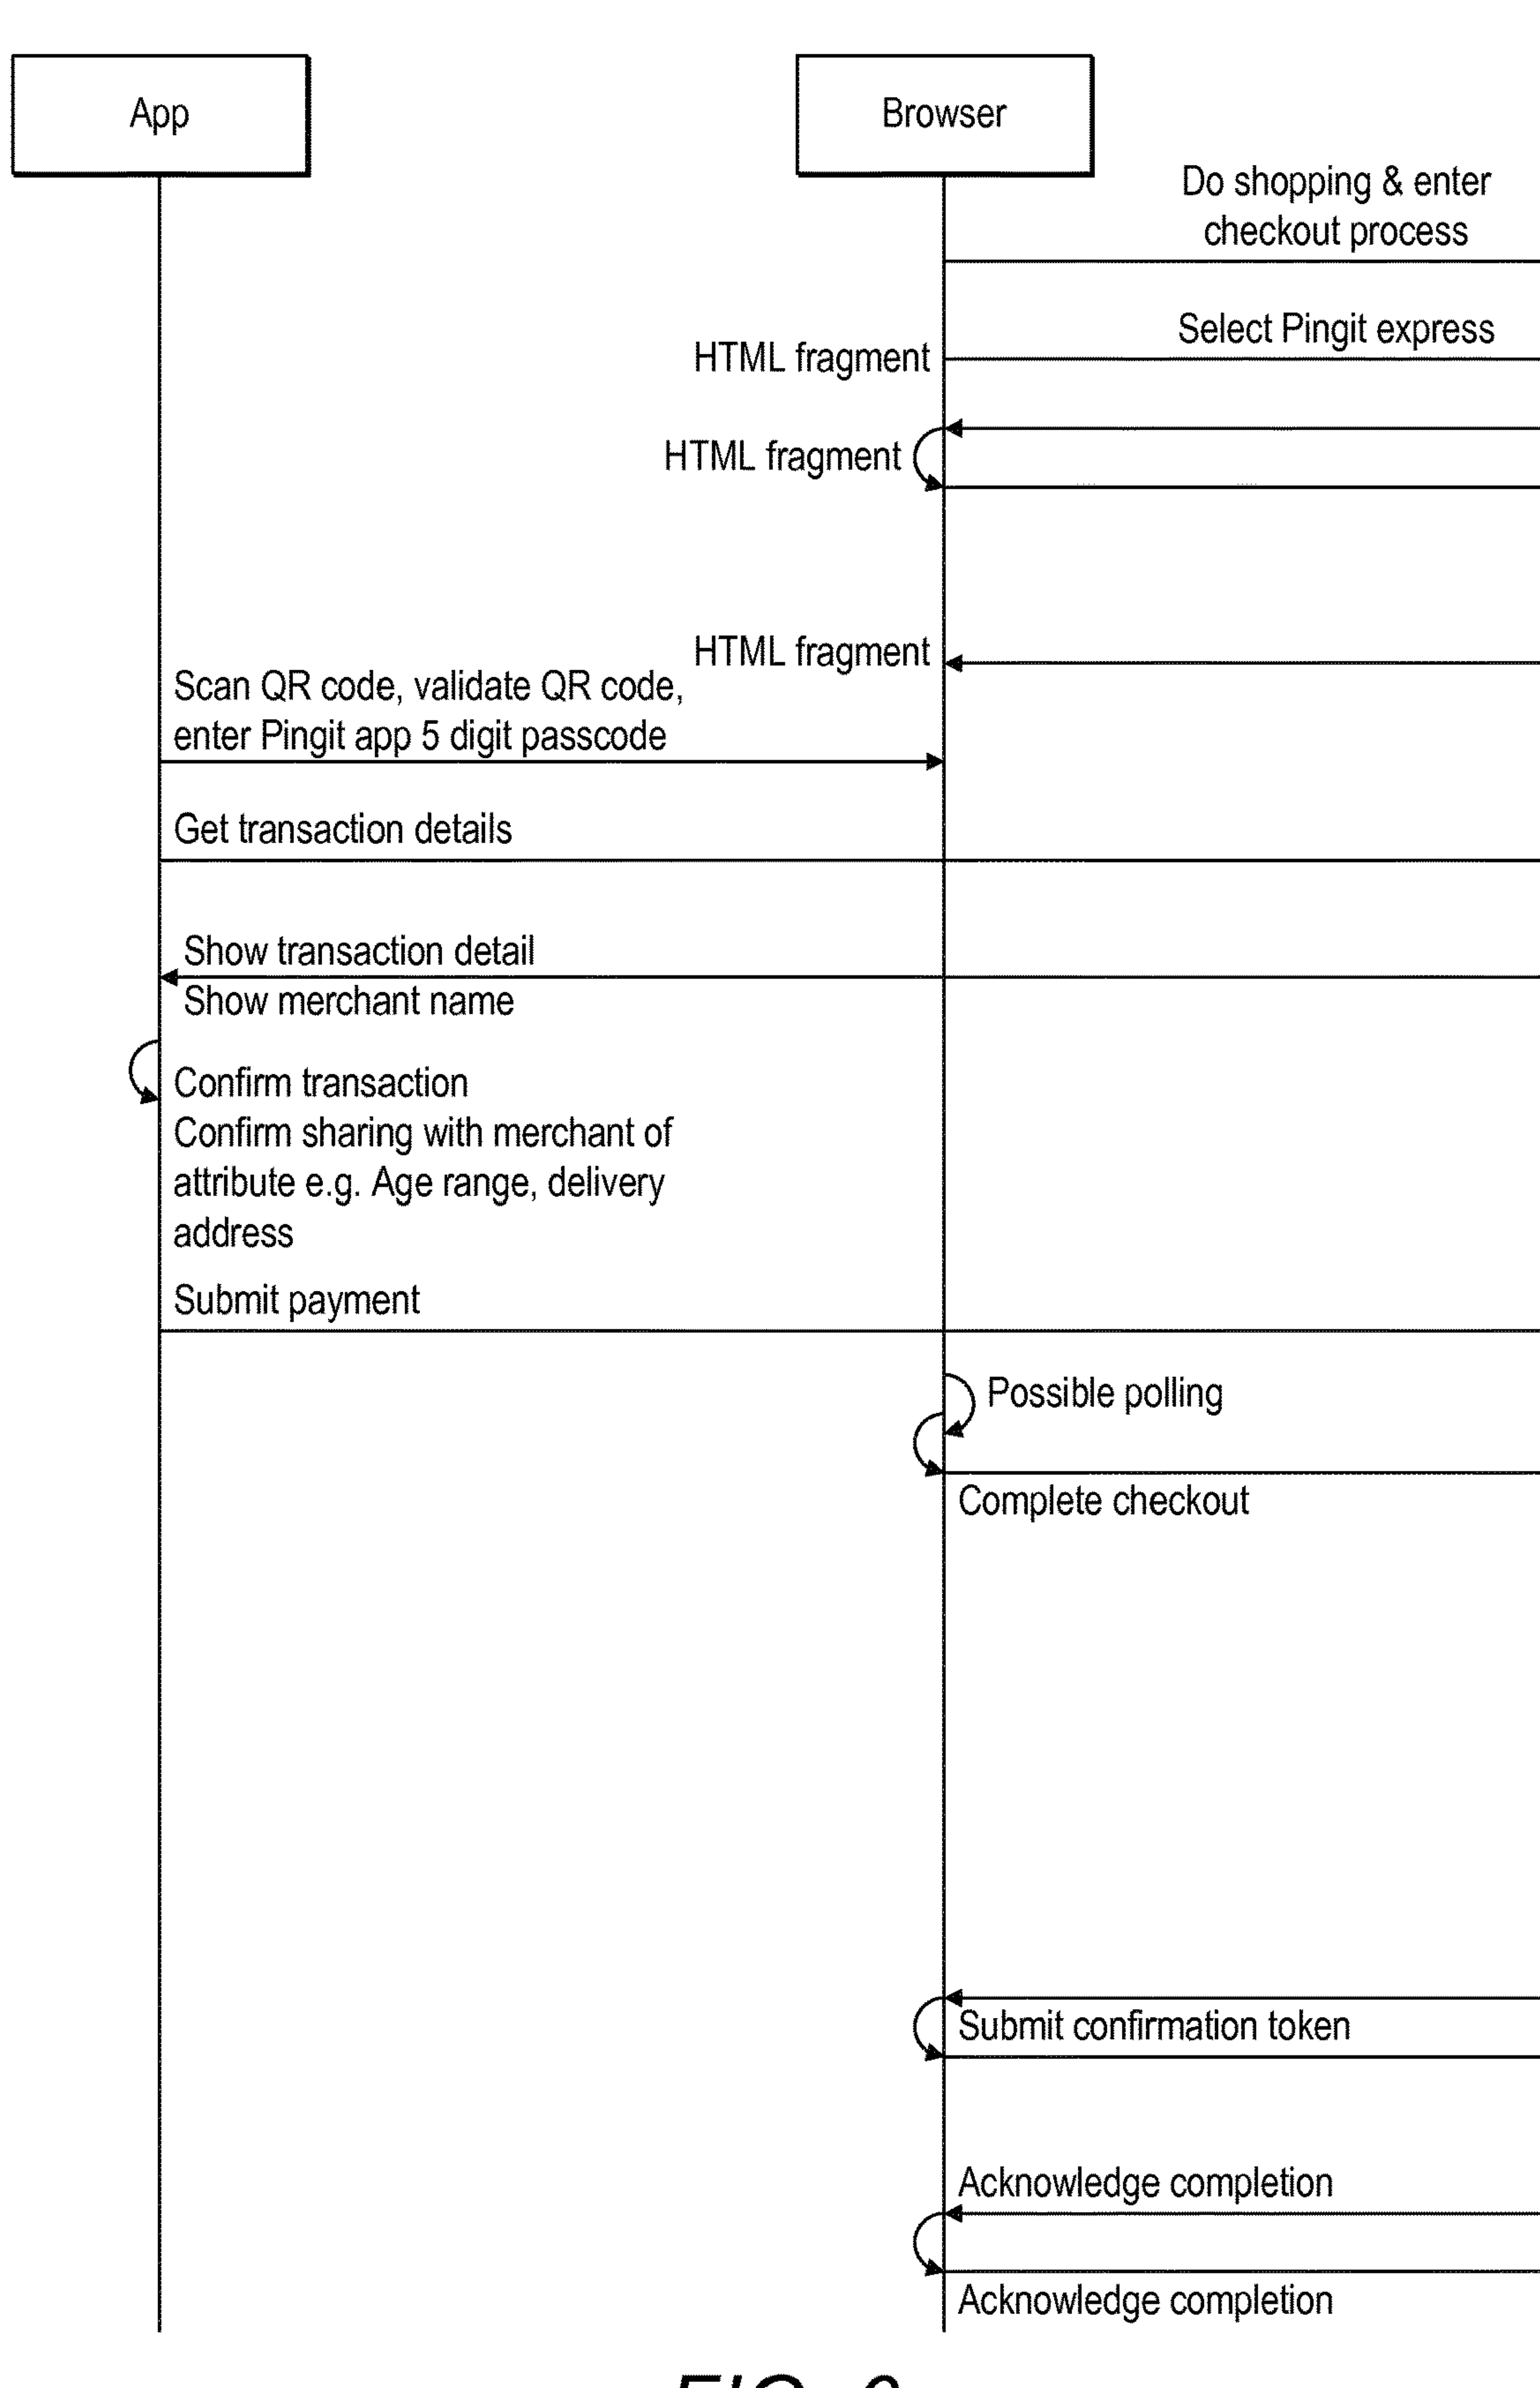 App
Browser
Do shopping & enter
checkout process
Select Pingit express
HTML fragment
HTML fragment
HTML fragment
Scan QR code, validate QR code,
enter Pingit app 5 digit passcode
Get transaction details
Show transaction detail
Show merchant name
Confirm transaction
Confirm sharing with merchant of
attribute e.g. Age range, delivery
address
Submit payment
Possible polling
Complete checkout
Submit confirmation token
Acknowledge completion
Acknowledge completion